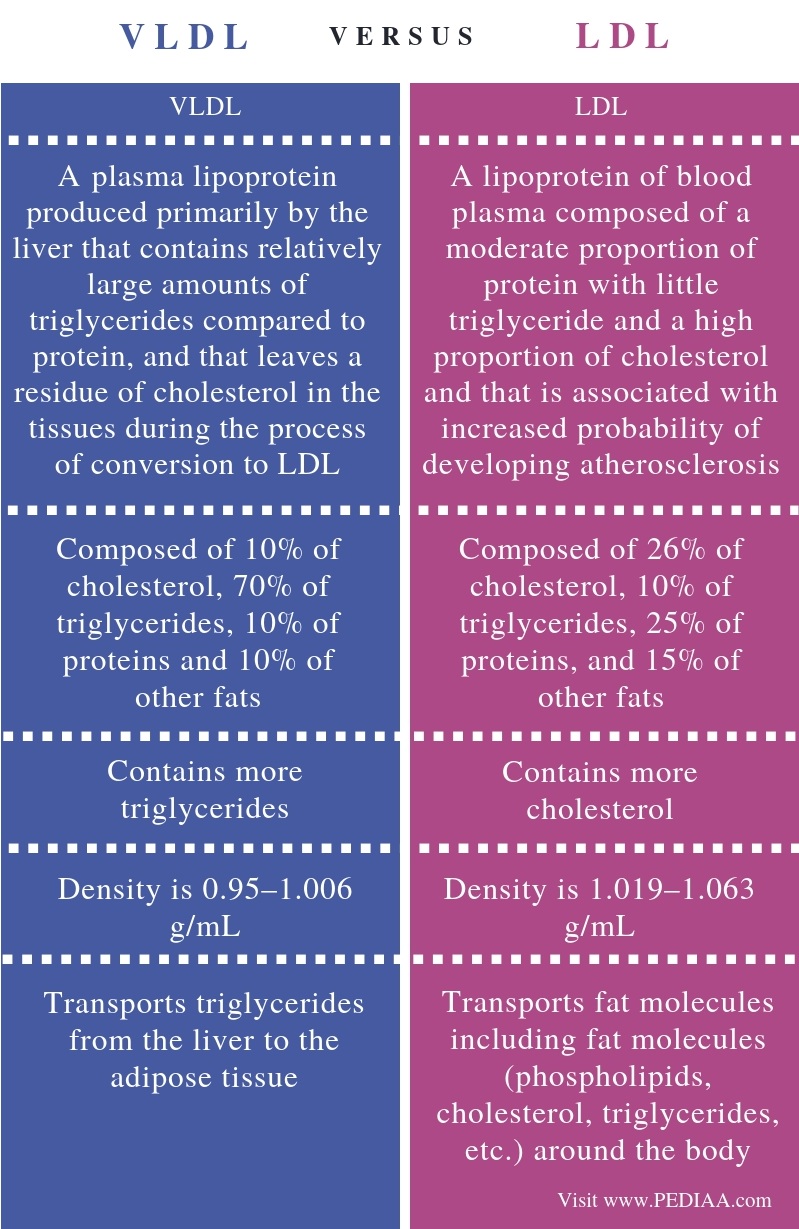 VLDL VERSUS LDL
VLDL
A plasma lipoprotein
produced primarily by the
liver that contains relatively
large amounts of
triglycerides compared to
protein, and that leaves a
residue of cholesterol in the
tissues during the process
of conversion to LDL
Composed of 10% of
cholesterol, 70% of
triglycerides, 10% of
proteins and 10% of
other fats
Contains more
triglycerides
Density is 0.95–1.006
g/mL
Transports triglycerides
from the liver to the
adipose tissue
LDL
A lipoprotein of blood
plasma composed of a
moderate proportion of
protein with little
triglyceride and a high
proportion of cholesterol
and that is associated with
increased probability of
developing atherosclerosis
Composed of 26% of
cholesterol, 10% of
triglycerides, 25% of
proteins, and 15% of
other fats
Contains more
cholesterol
Density is 1.019–1.063
g/mL
Transports fat molecules
including fat molecules
(phospholipids,
cholesterol, triglycerides,
etc.) around the body
Visit www.PEDIAA.com